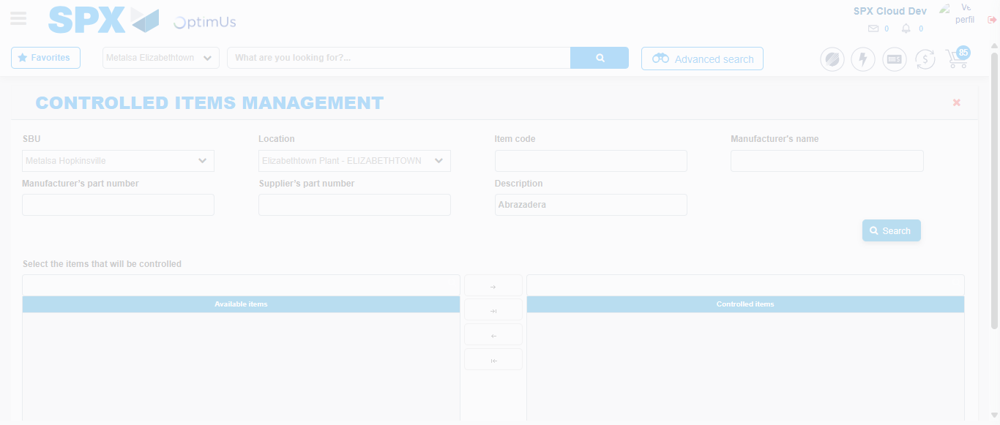 SPX OptimUs
SPX Cloud Dev
Ve
perfil
0 0
Favorites
Metalsa Elizabethtown
What are you looking for?...
Advanced search
85
CONTROLLED ITEMS MANAGEMENT
SBU Location Item code Manufacturer's name
Metalsa Hopkinsville Elizabethtown Plant - ELIZABETHTOWN
Manufacturer's part number Supplier's part number Description
Abrazadera
Search
Select the items that will be controlled
Available items Controlled items